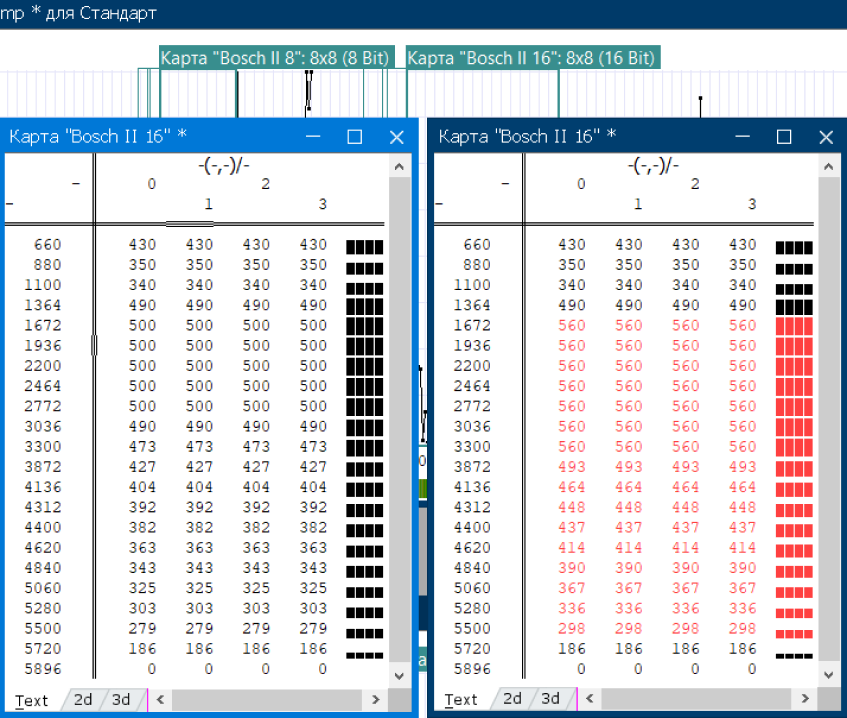 mp * для Стандарт
Карта "Bosch II 8": 8x8 (8 Bit) Карта "Bosch II 16": 8x8 (16 Bit)
Карта "Bosch II 16" *
-(-,-)/-
- 0 2
- 1 3
660 430 430 430 430
880 350 350 350 350
1100 340 340 340 340
1364 490 490 490 490
1672 500 500 500 500
1936 500 500 500 500
2200 500 500 500 500
2464 500 500 500 500
2772 500 500 500 500
3036 490 490 490 490
3300 473 473 473 473
3872 427 427 427 427
4136 404 404 404 404
4312 392 392 392 392
4400 382 382 382 382
4620 363 363 363 363
4840 343 343 343 343
5060 325 325 325 325
5280 303 303 303 303
5500 279 279 279 279
5720 186 186 186 186
5896 0 0 0 0
Text 2d 3d
Карта "Bosch II 16" *
-(-,-)/-
- 0 2
- 1 3
660 430 430 430 430
880 350 350 350 350
1100 340 340 340 340
1364 490 490 490 490
1672 560 560 560 560
1936 560 560 560 560
2200 560 560 560 560
2464 560 560 560 560
2772 560 560 560 560
3036 560 560 560 560
3300 560 560 560 560
3872 493 493 493 493
4136 464 464 464 464
4312 448 448 448 448
4400 437 437 437 437
4620 414 414 414 414
4840 390 390 390 390
5060 367 367 367 367
5280 336 336 336 336
5500 298 298 298 298
5720 186 186 186 186
5896 0 0 0 0
Text 2d 3d